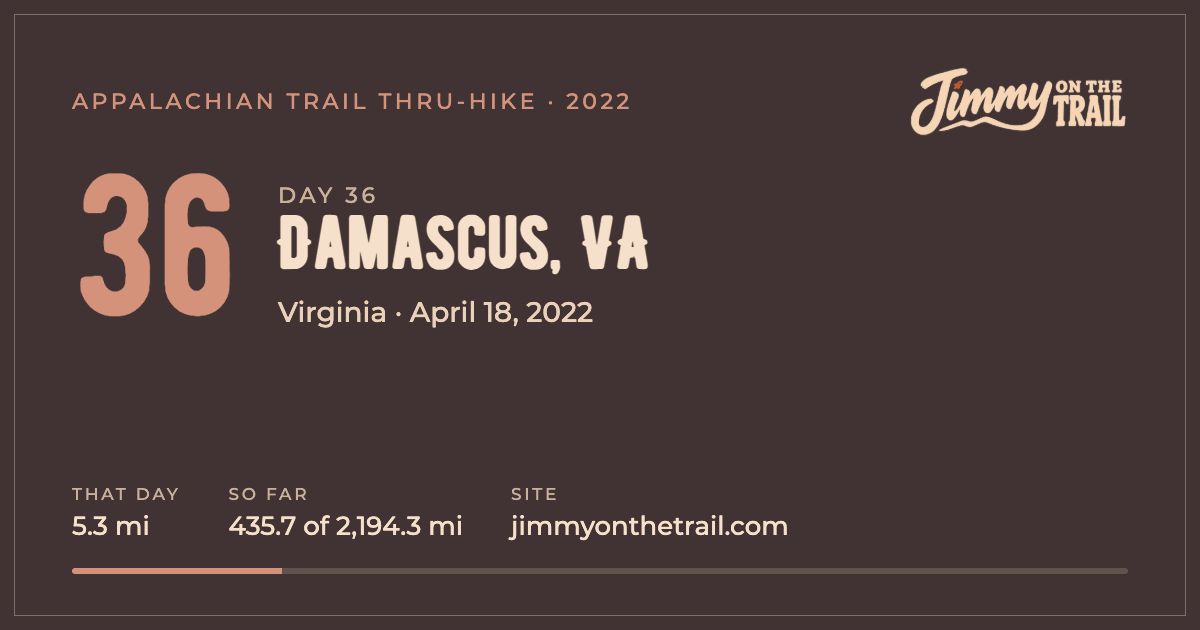 APPALACHIAN TRAIL THRU-HIKE · 2022
Jimmy ON THE TRAIL
36
DAY 36
DAMASCUS, VA
Virginia · April 18, 2022
THAT DAY
5.3 mi
SO FAR
435.7 of 2,194.3 mi
SITE
jimmyonthetrail.com